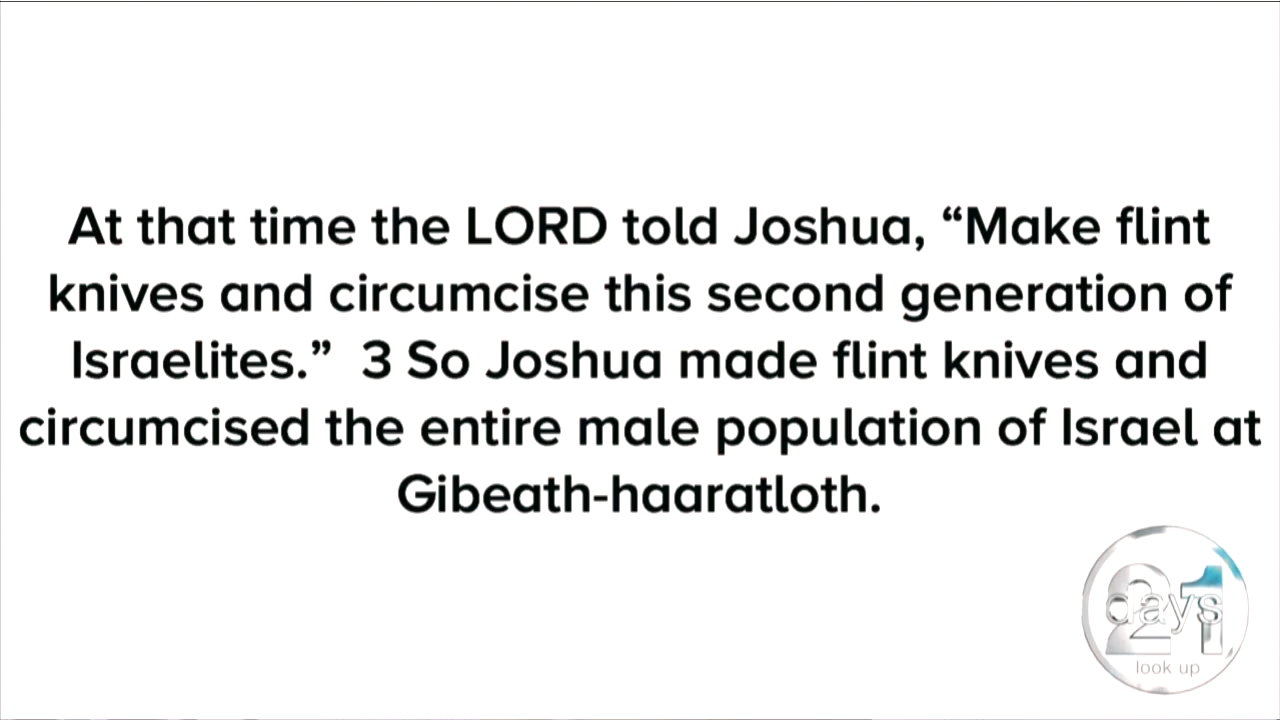 At that time the LORD told Joshua, “Make flint
knives and circumcise this second generation of
Israelites.”  3 So Joshua made flint knives and
circumcised the entire male population of Israel at
Gibeath-haaratloth.
21
days
look up